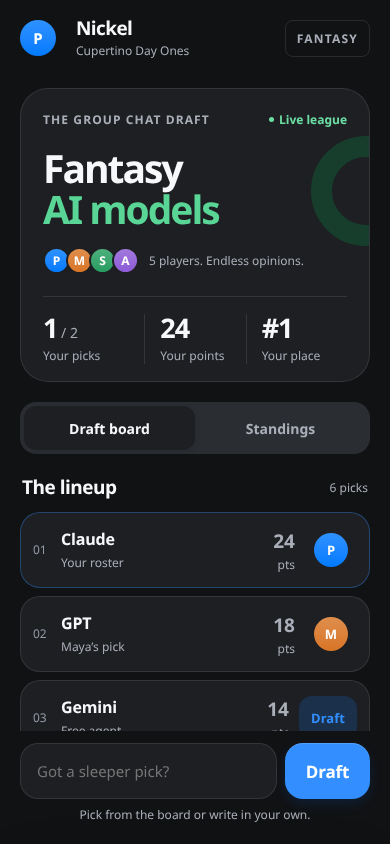 P
Nickel
Cupertino Day Ones
FANTASY
THE GROUP CHAT DRAFT
Live league
Fantasy
AI models
P M S A
5 players. Endless opinions.
1 / 2
Your picks
24
Your points
#1
Your place
Draft board
Standings
The lineup
6 picks
01
Claude
Your roster
24
pts
P
02
GPT
Maya’s pick
18
pts
M
03
Gemini
Free agent
14
pts
Draft
Got a sleeper pick?
Draft
Pick from the board or write in your own.